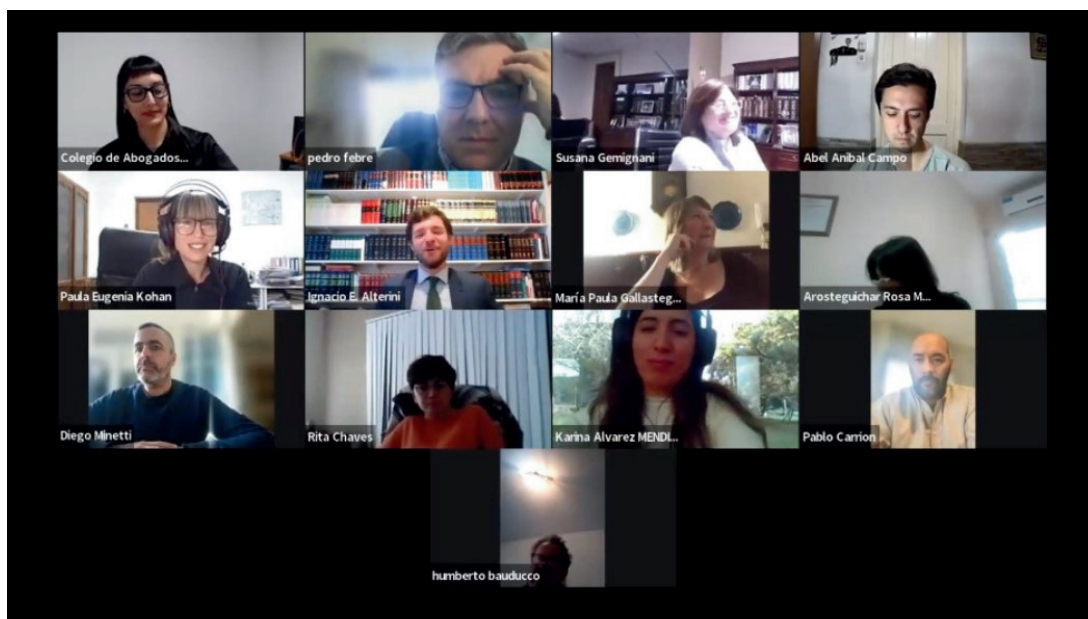 Colegio de Abogados...
pedro febre
Susana Gemignani
Abel Anibal Campo
Paula Eugenia Kohan
Ignacio E. Alterini
María Paula Gallasteg...
Arosteguichar Rosa M...
Diego Minetti
Rita Chaves
Karina Alvarez MENDI...
Pablo Carrion
humberto bauducco